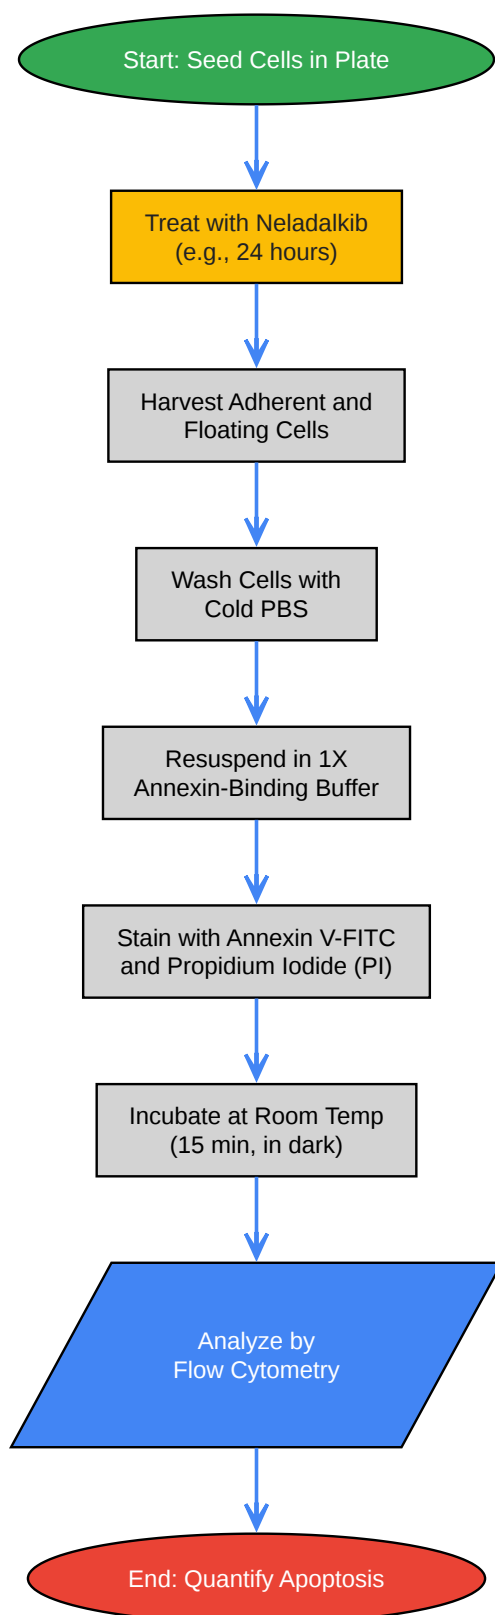 Start: Seed Cells in Plate
Treat with Neladalkib
(e.g., 24 hours)
Harvest Adherent and
Floating Cells
Wash Cells with
Cold PBS
Resuspend in 1X
Annexin-Binding Buffer
Stain with Annexin V-FITC
and Propidium Iodide (PI)
Incubate at Room Temp
(15 min, in dark)
Analyze by
Flow Cytometry
End: Quantify Apoptosis